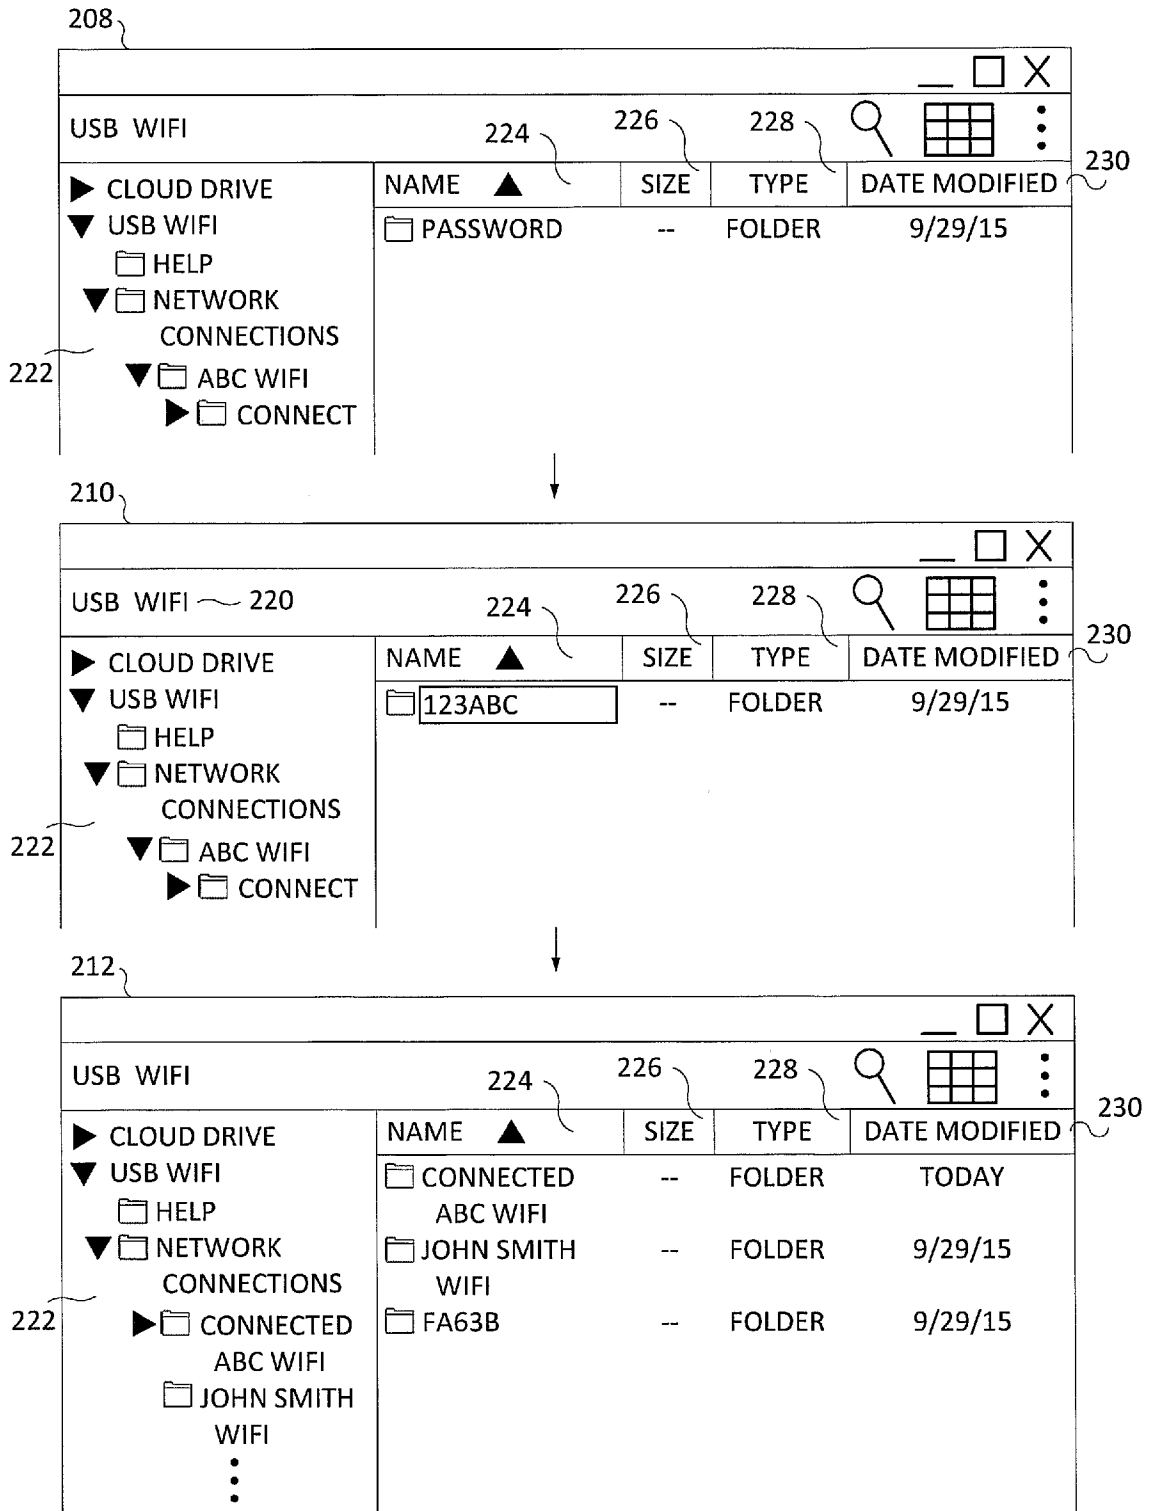 208
USB WIFI 224 226 228
NAME SIZE TYPE DATE MODIFIED 230
CLOUD DRIVE
USB WIFI
HELP
NETWORK
CONNECTIONS
222
ABC WIFI
CONNECT
PASSWORD -- FOLDER 9/29/15
210
USB WIFI 220 224 226 228
NAME SIZE TYPE DATE MODIFIED 230
CLOUD DRIVE
USB WIFI
HELP
NETWORK
CONNECTIONS
222
ABC WIFI
CONNECT
123ABC -- FOLDER 9/29/15
212
USB WIFI 224 226 228
NAME SIZE TYPE DATE MODIFIED 230
CLOUD DRIVE
USB WIFI
HELP
NETWORK
CONNECTIONS
222
CONNECTED
ABC WIFI
JOHN SMITH
WIFI
CONNECTED -- FOLDER TODAY
ABC WIFI
JOHN SMITH -- FOLDER 9/29/15
WIFI
FA63B -- FOLDER 9/29/15